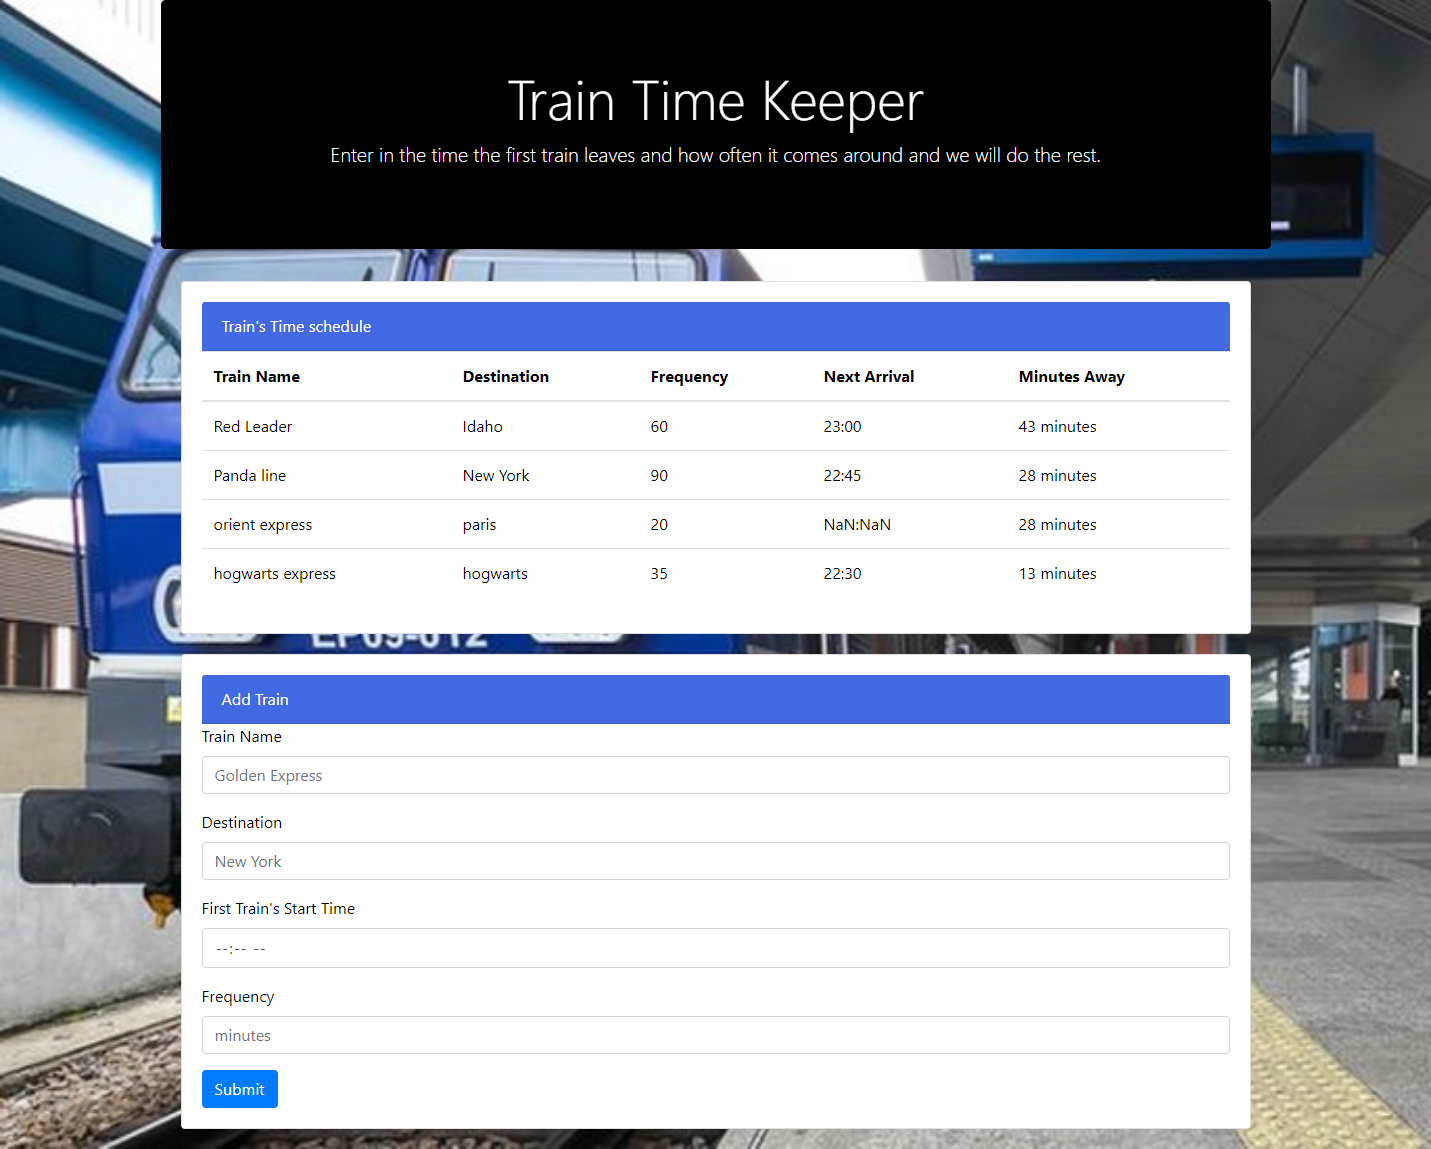 Train Time Keeper
Enter in the time the first train leaves and how often it comes around and we will do the rest.
Train's Time schedule
Train Name Destination Frequency Next Arrival Minutes Away
Red Leader Idaho 60 23:00 43 minutes
Panda line New York 90 22:45 28 minutes
orient express paris 20 NaN:NaN 28 minutes
hogwarts express hogwarts 35 22:30 13 minutes
EP09-012
Add Train
Train Name
Golden Express
Destination
New York
First Train's Start Time
--:-- --
Frequency
minutes
Submit